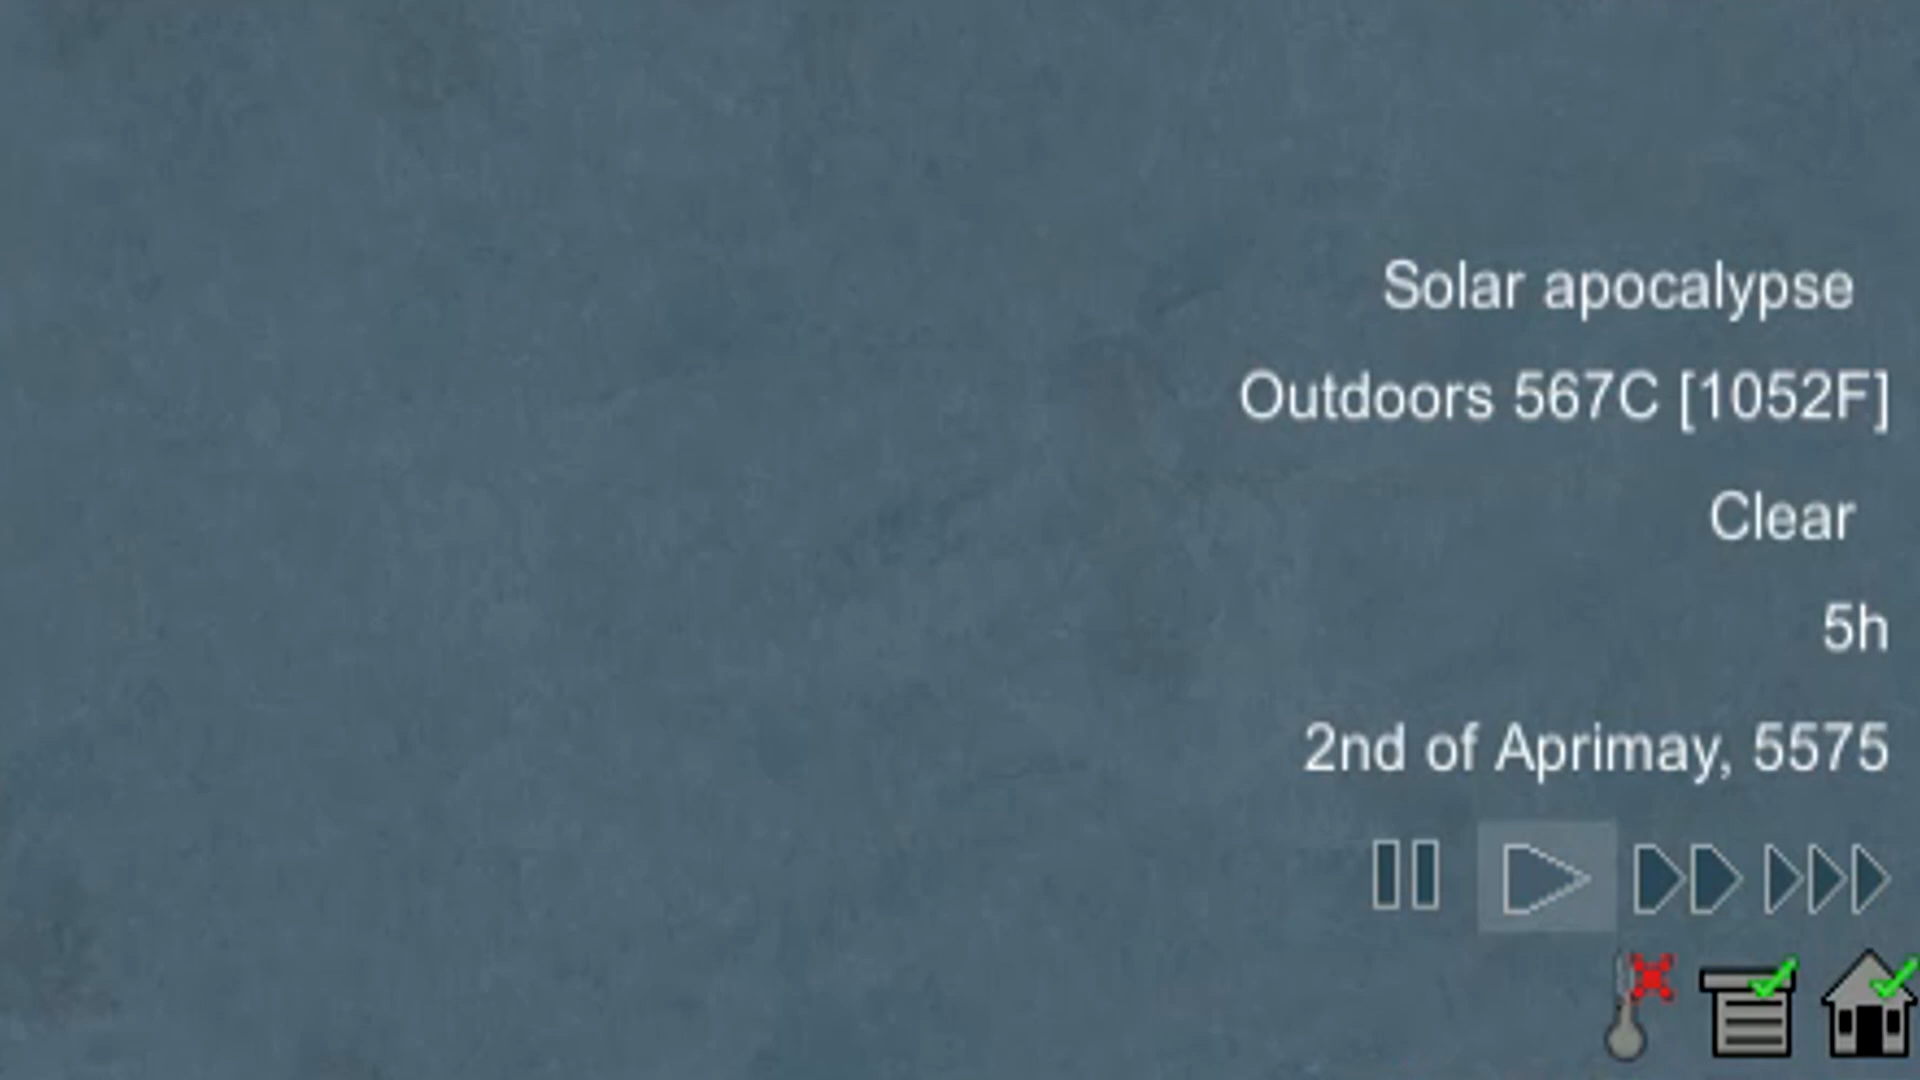 Solar apocalypse
Outdoors 567C [1052F]
Clear
5h
2nd of Aprimay, 5575